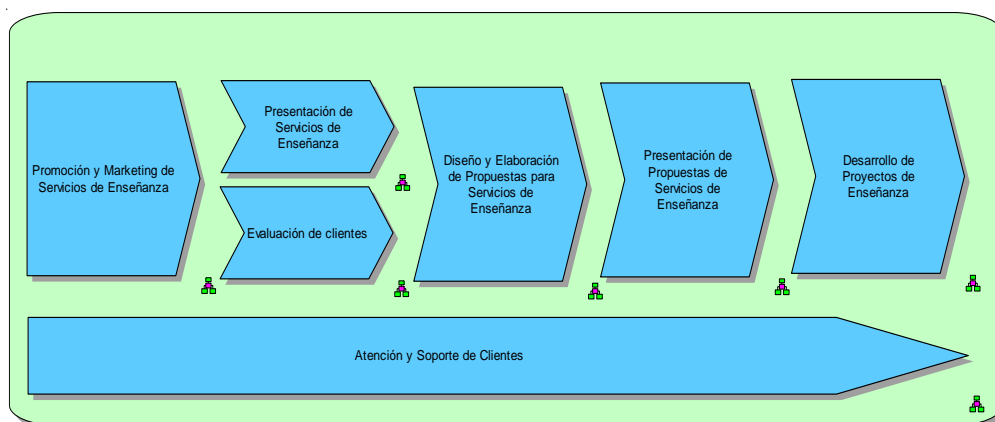 Promoción y Marketing de
Servicios de Enseñanza
Presentación de
Servicios de
Enseñanza
Evaluación de clientes
Diseño y Elaboración
de Propuestas para
Servicios de
Enseñanza
Presentación de
Propuestas de
Servicios de
Enseñanza
Desarrollo de
Proyectos de
Enseñanza
Atención y Soporte de Clientes